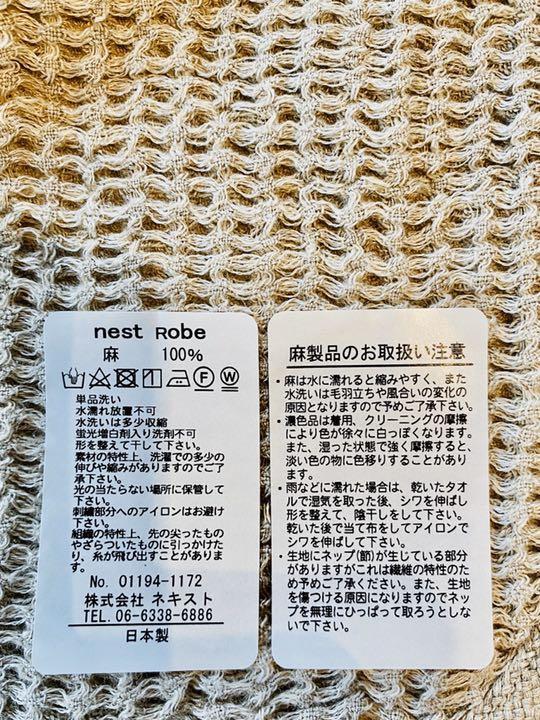 nest Robe
麻 100%
単品洗い
水濡れ放置不可
水洗いは多少収縮
蛍光増白剤入り洗剤不可
形を整えて干して下さい。
素材の特性上、洗濯での多少の
伸びや縮みがありますのでご了
承下さい。
光の当たらない場所に保管して
下さい。
刺繍部分へのアイロンはお避け
下さい。
組織の特性上、先の尖ったもの
やざらついたものに引っかけた
り、糸が飛び出すことがありま
す。
No. 01194-1172
株式会社 ネキスト
TEL. 06-6338-6886
日本製
麻製品のお取扱い注意
・麻は水に濡れると縮みやすく、また
水洗いは毛羽立ちや風合いの変化の
原因となりますので予めご了承下さい。
・濃色品は着用、クリーニングの摩擦
により色が徐々に白っぽくなります。
また、湿った状態で強く摩擦すると、
淡い色の物に色移りすることがあり
ます。
・雨などに濡れた場合は、乾いたタオ
ルで湿気を取った後、シワを伸ばし
形を整えて、陰干しをして下さい。
乾いた後で当て布をしてアイロンで
シワを伸ばして下さい。
・生地にネップ(節)が生している部分
がありますがこれは繊維の特性のた
め予めご了承ください。また、生地
を傷つける原因になりますのでネッ
プを無理にひっぱって取ろうとしな
いで下さい。